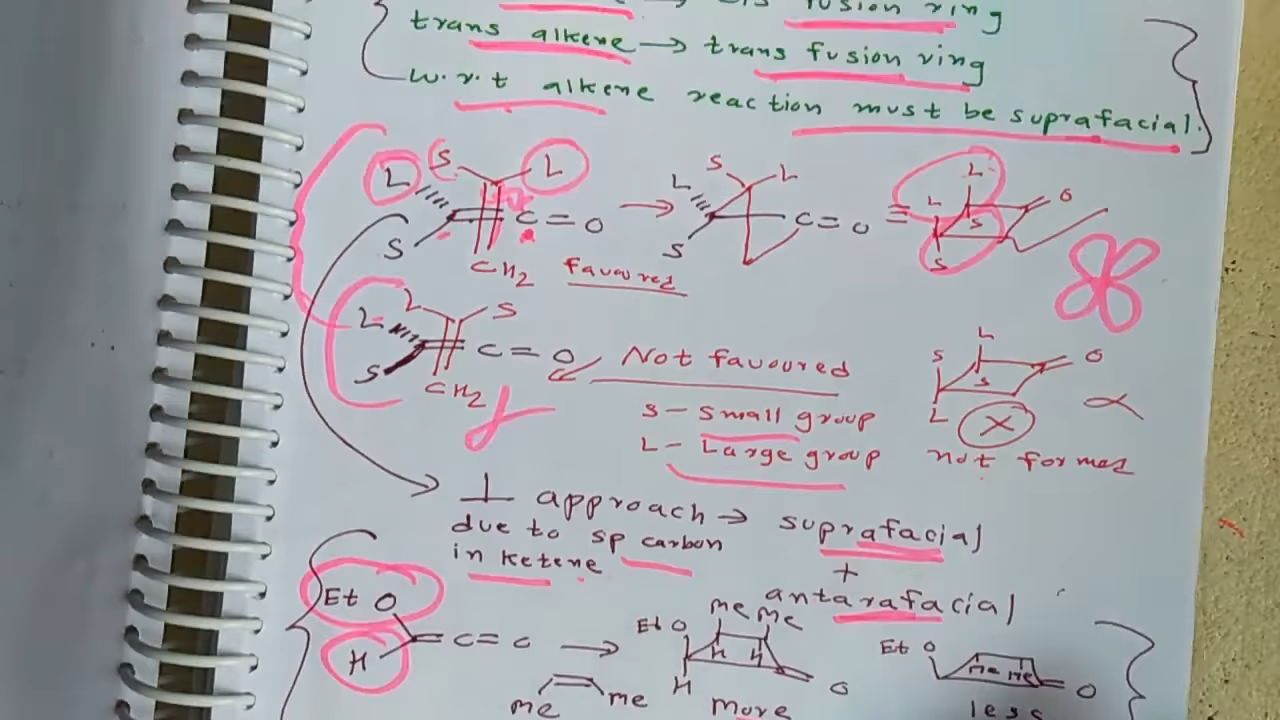 fusion ring
trans alkene → trans fusion ring
w.r.t alkene reaction must be suprafacial.
L S L S C=O CH2 → S L L S C=O ≡ L L S S O
favoured
L L S S C=O CH2
Not favoured
S L S L O
S - Small group
L - Large group
not formed
⊥ approach → suprafacial
due to sp carbon
in ketene
+
antarafacial
Et O H =C=O → Et O Me Me H H H O
Et O Me Me O
Me Me
More
less